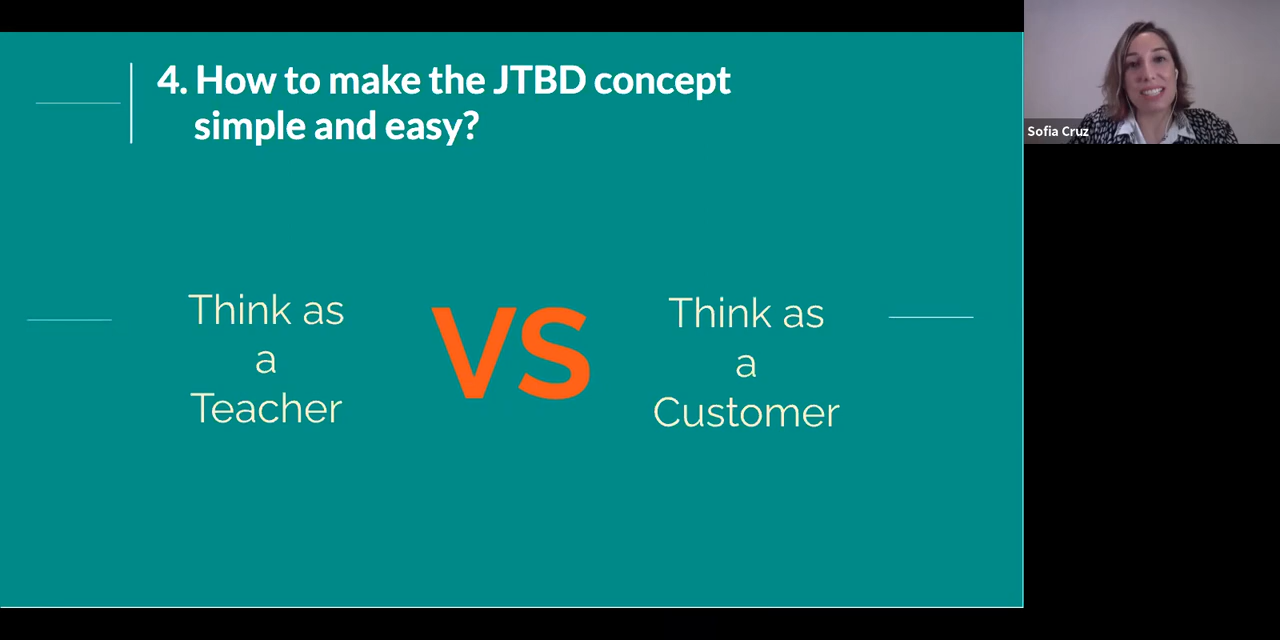 4. How to make the JTBD concept
simple and easy?
Think as
a
Teacher
VS
Think as
a
Customer
Sofia Cruz